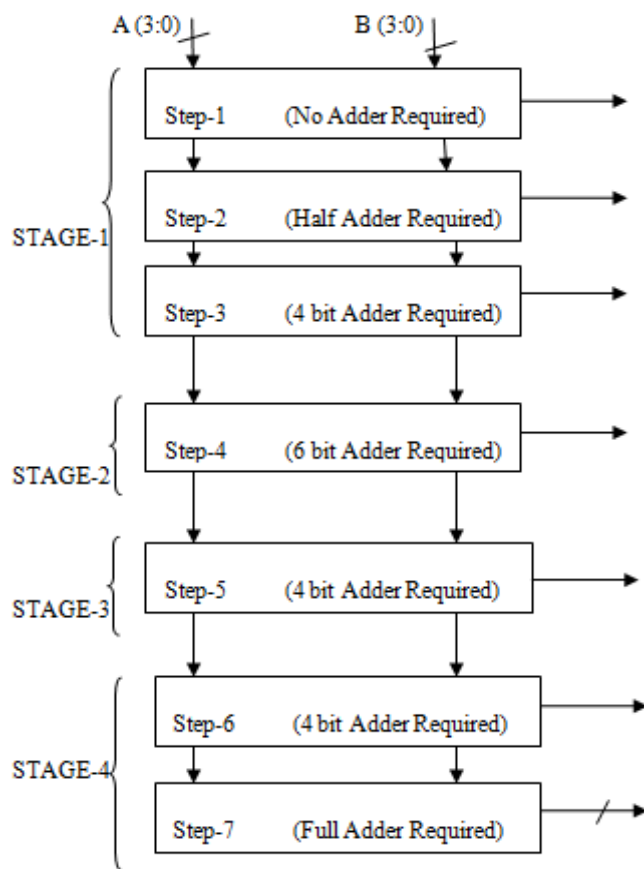 A (3:0) B (3:0)
Step-1 (No Adder Required)
Step-2 (Half Adder Required)
STAGE-1
Step-3 (4 bit Adder Required)
Step-4 (6 bit Adder Required)
STAGE-2
Step-5 (4 bit Adder Required)
STAGE-3
Step-6 (4 bit Adder Required)
STAGE-4
Step-7 (Full Adder Required)